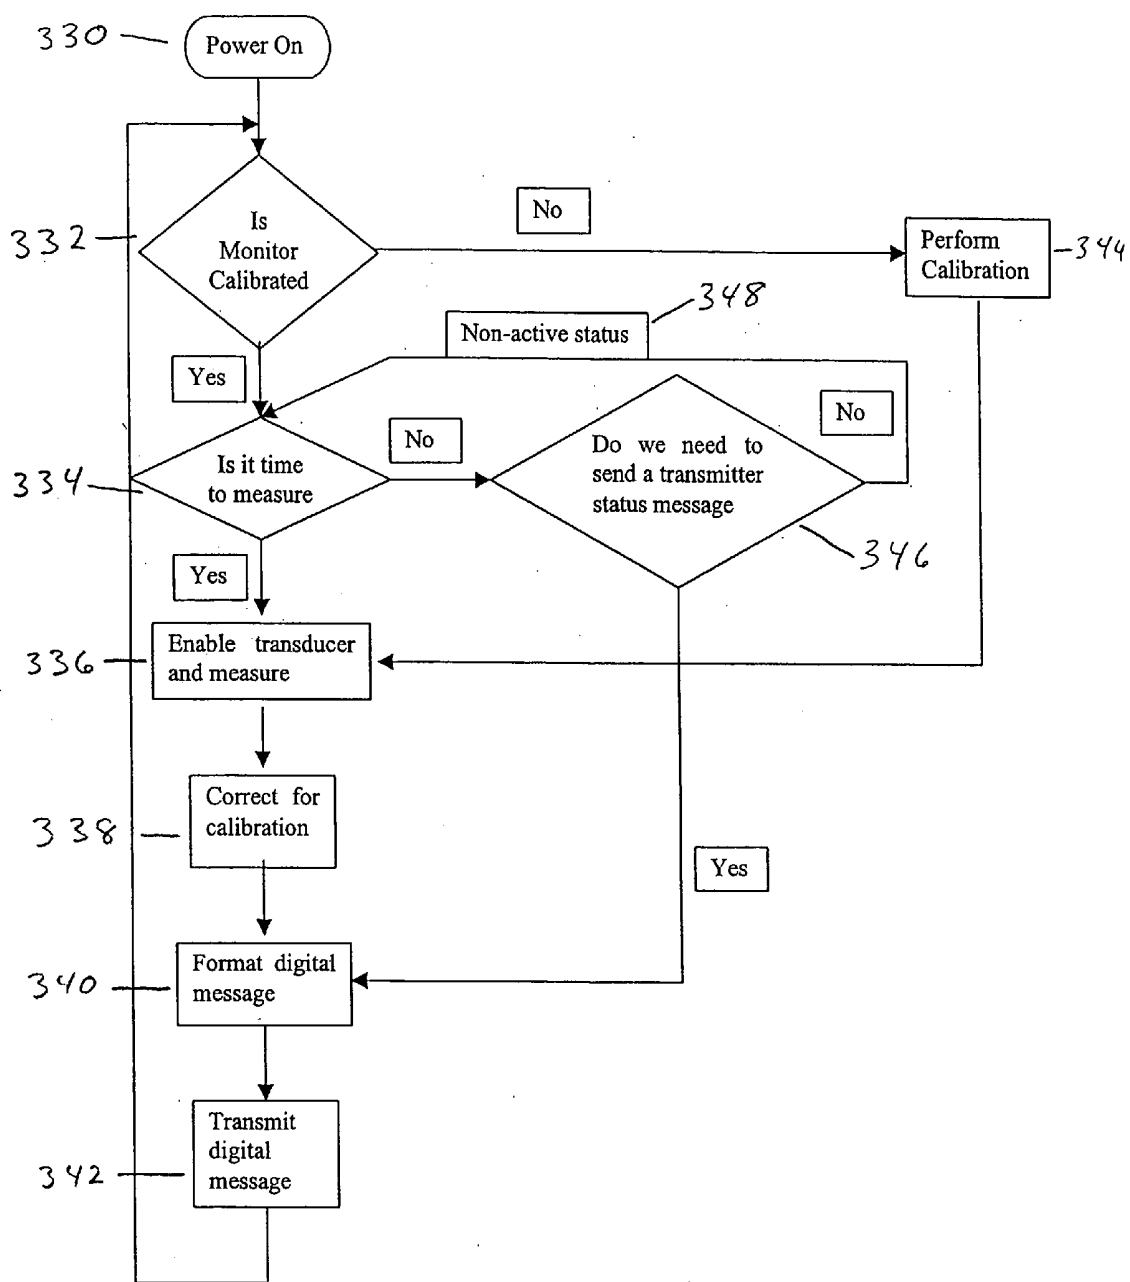 330
Power On
332
Is
Monitor
Calibrated
No
Perform
Calibration
344
348
Non-active status
Yes
No
No
334
Is it time
to measure
Do we need to
send a transmitter
status message
346
Yes
336
Enable transducer
and measure
338
Correct for
calibration
Yes
340
Format digital
message
342
Transmit
digital
message